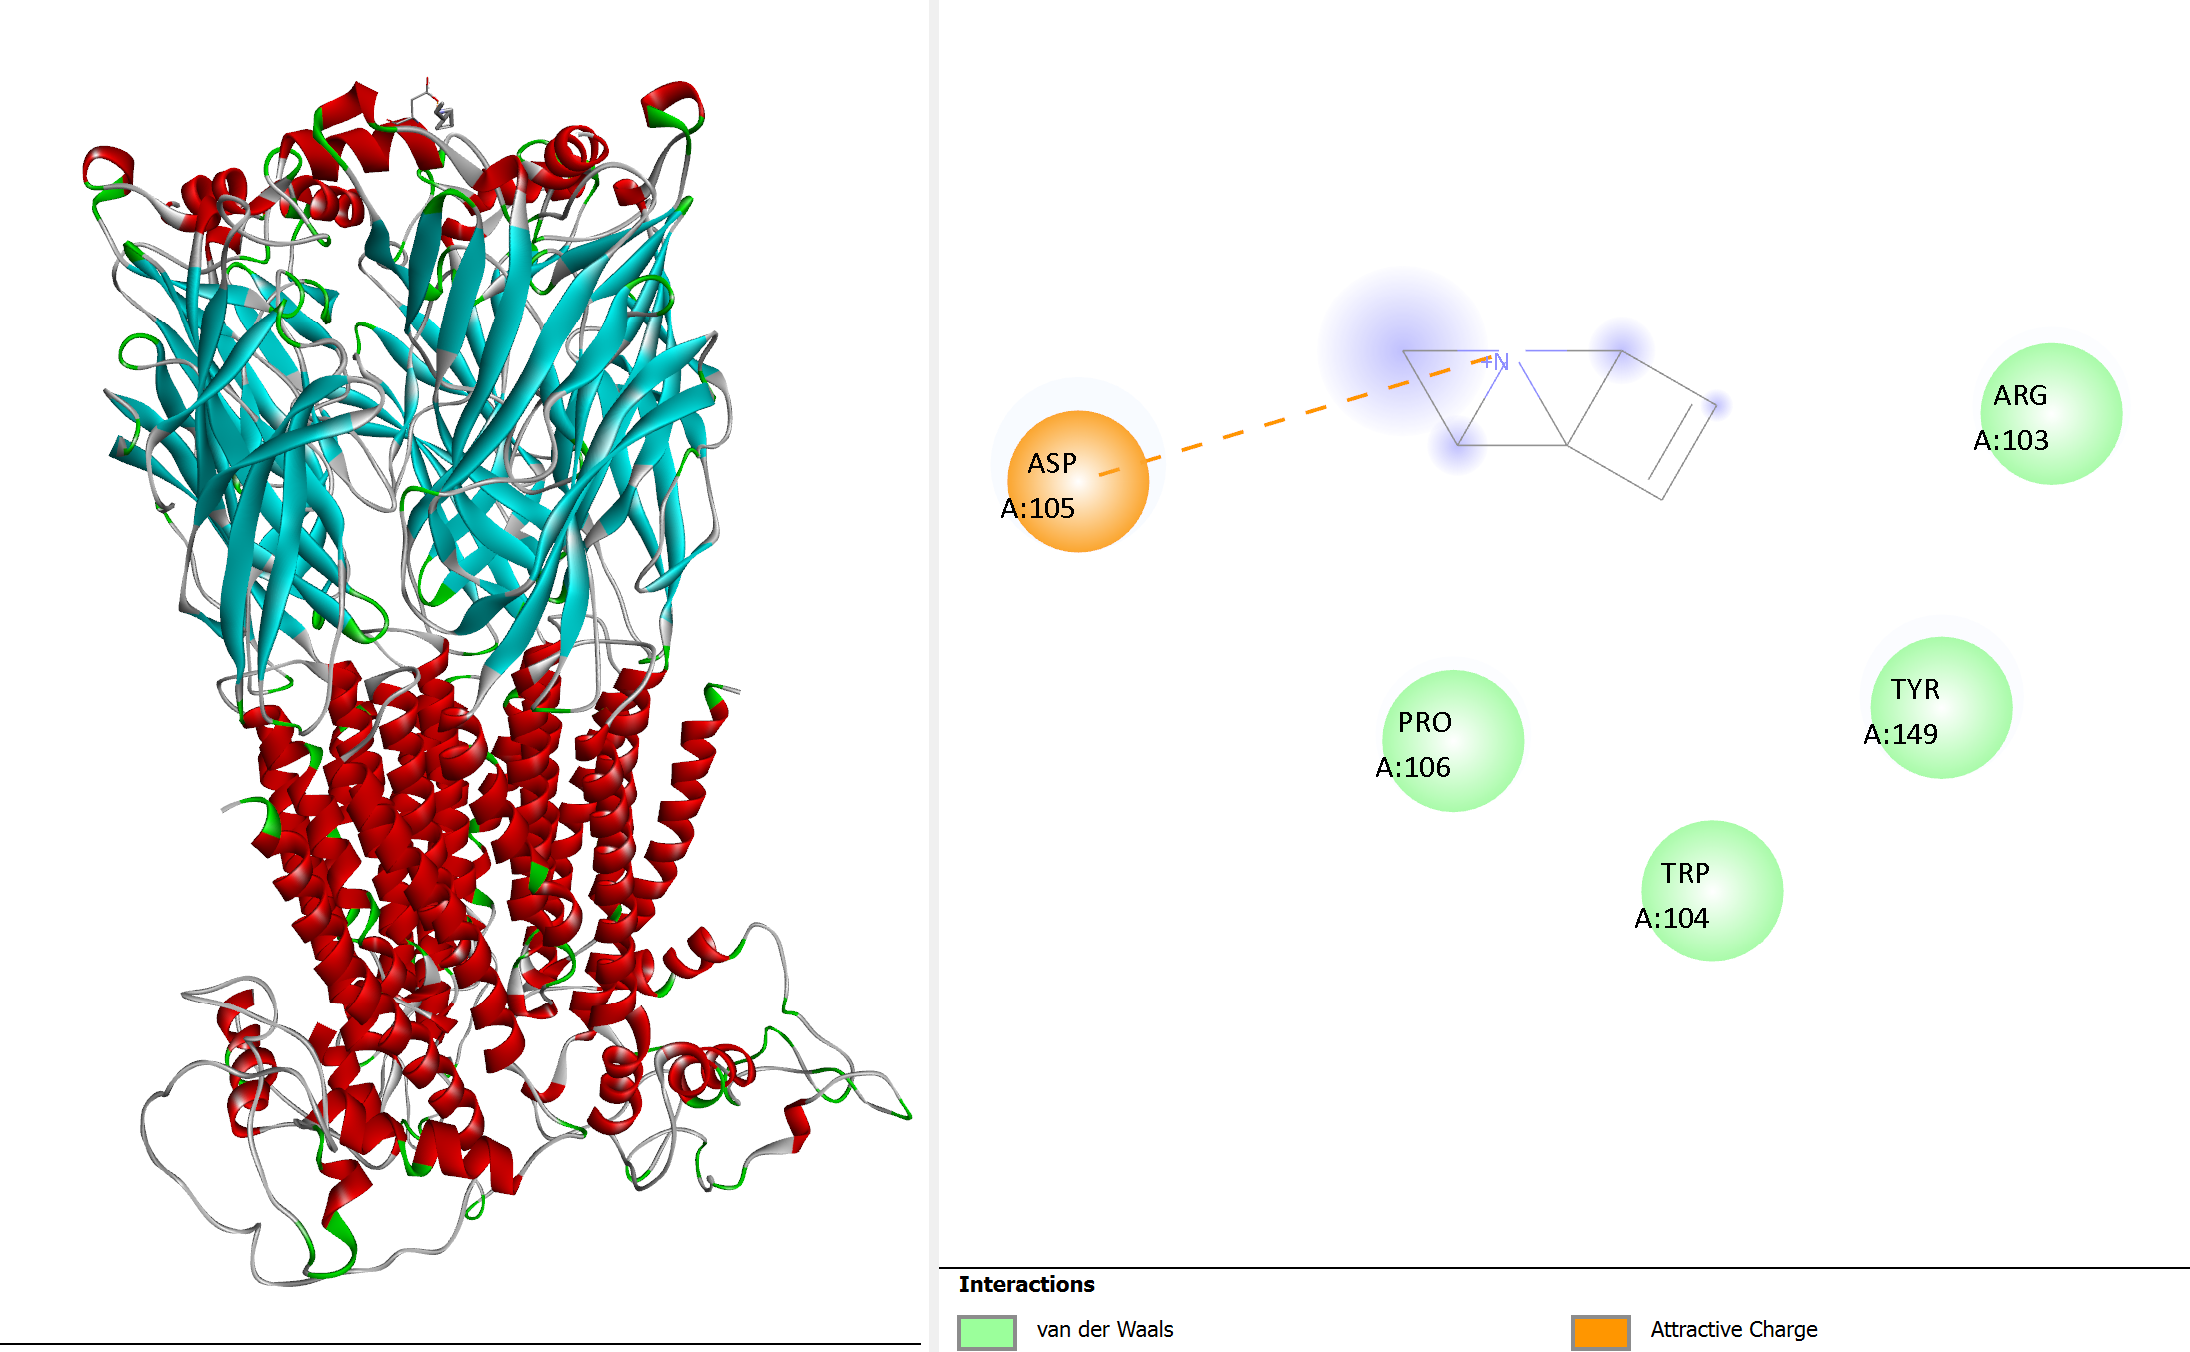 +N
ARG
A:103
ASP
A:105
TYR
A:149
PRO
A:106
TRP
A:104
Interactions
van der Waals
Attractive Charge